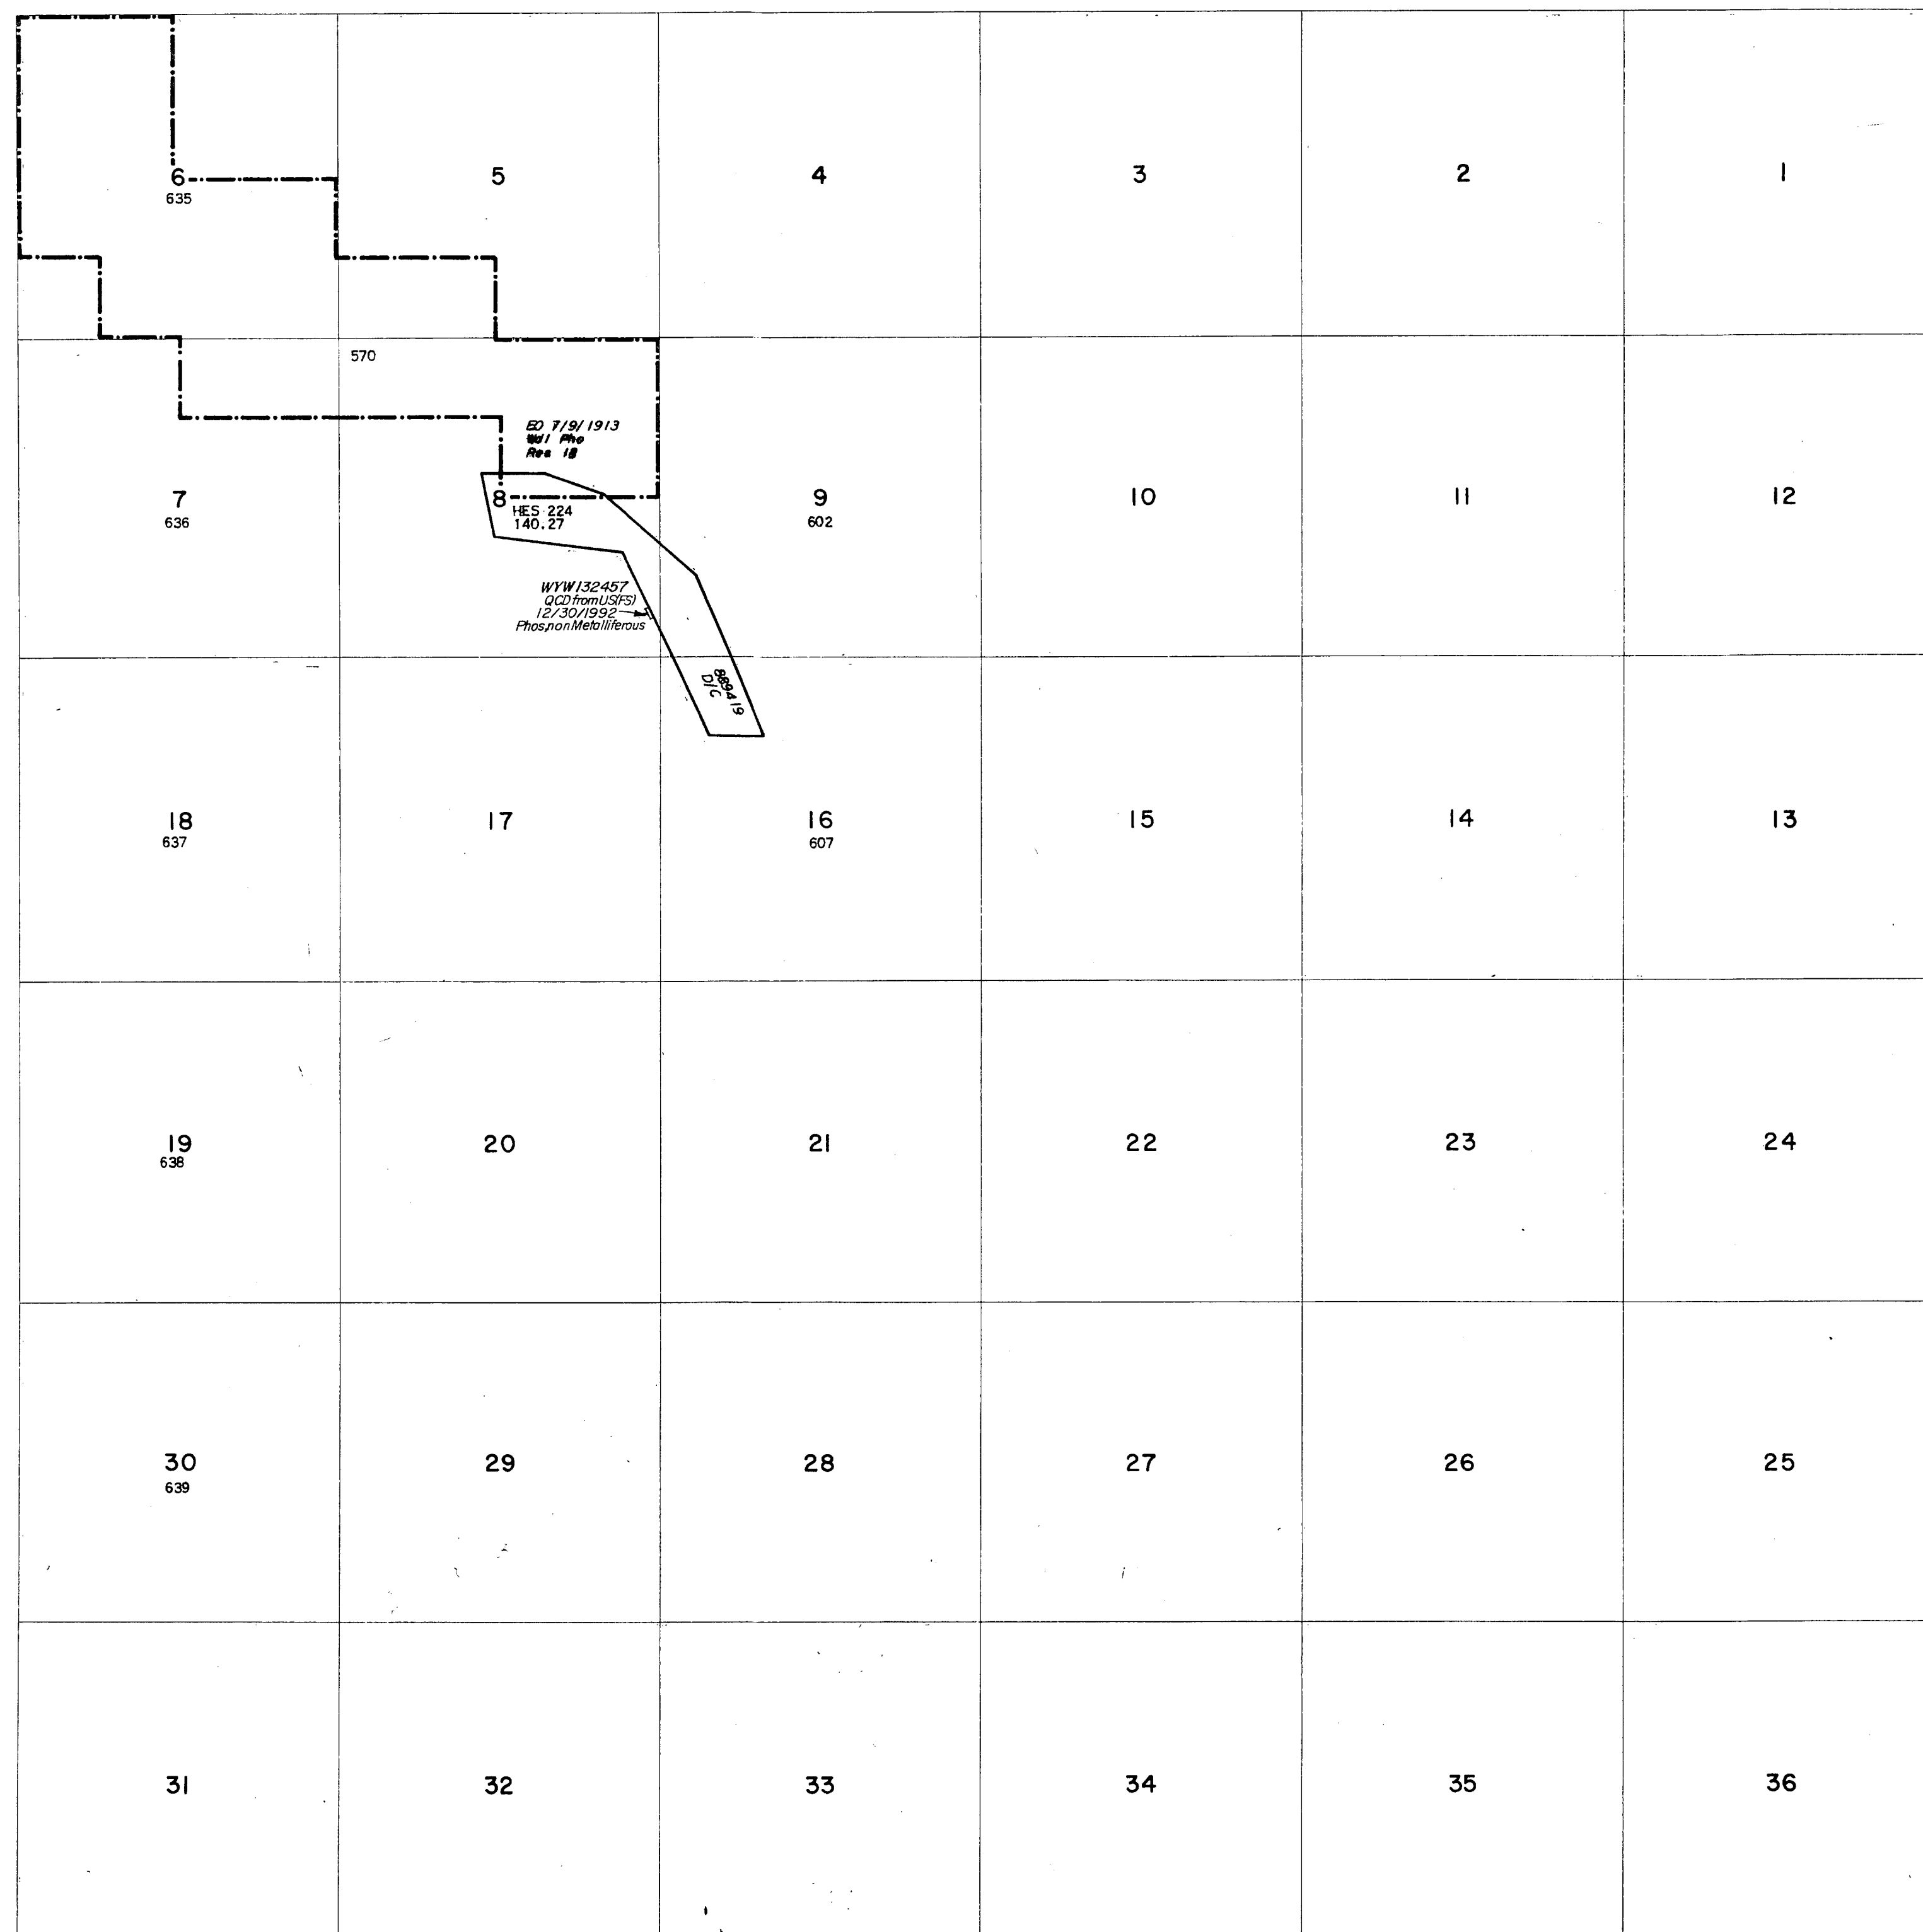 6 5 4 3 2 1
635
570
EO 7/9/1913
Wdl Pho
Res 18
7 8 9 10 11 12
636 602
HES 224
140.27
WYW132457
QCD from US(FS)
12/30/1992
Phos,non Metalliferous
889419
D/C
18 17 16 15 14 13
637 607
19 20 21 22 23 24
638
30 29 28 27 26 25
639
31 32 33 34 35 36